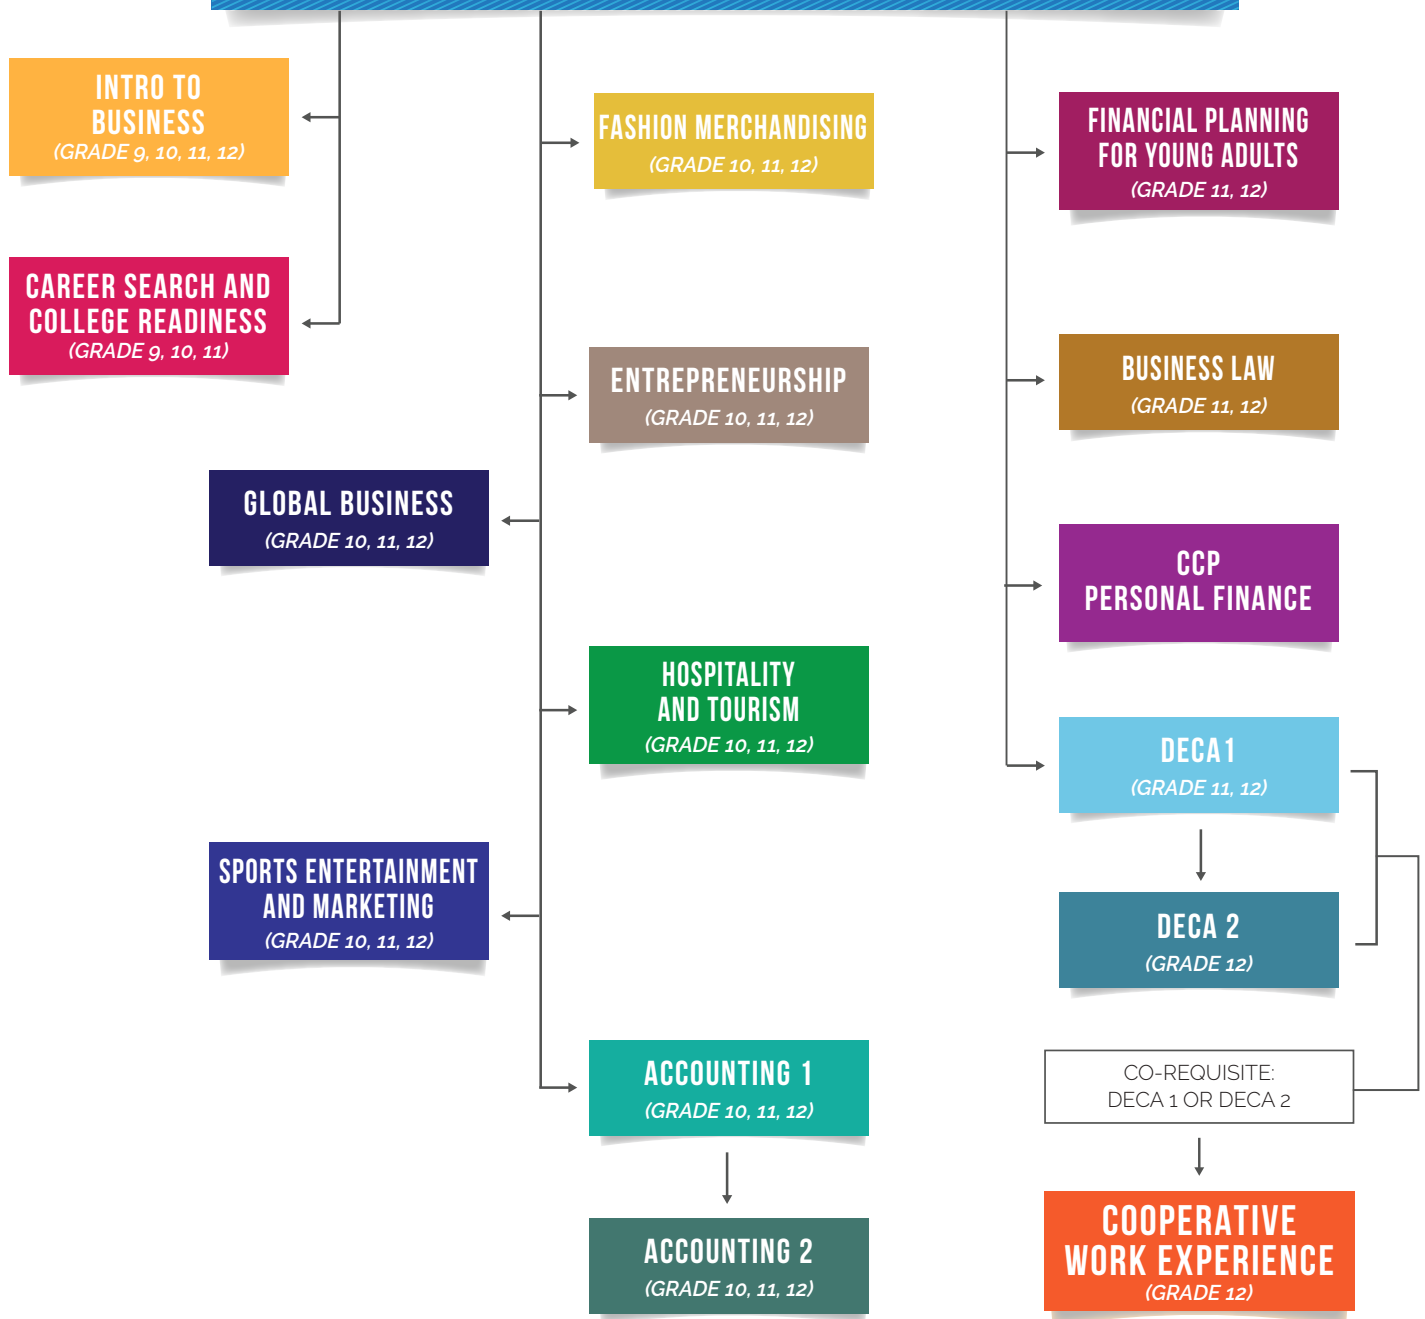 INTRO TO
BUSINESS
(GRADE 9, 10, 11, 12)
CAREER SEARCH AND
COLLEGE READINESS
(GRADE 9, 10, 11)
FASHION MERCHANDISING
(GRADE 10, 11, 12)
ENTREPRENEURSHIP
(GRADE 10, 11, 12)
GLOBAL BUSINESS
(GRADE 10, 11, 12)
HOSPITALITY
AND TOURISM
(GRADE 10, 11, 12)
SPORTS ENTERTAINMENT
AND MARKETING
(GRADE 10, 11, 12)
ACCOUNTING 1
(GRADE 10, 11, 12)
ACCOUNTING 2
(GRADE 10, 11, 12)
FINANCIAL PLANNING
FOR YOUNG ADULTS
(GRADE 11, 12)
BUSINESS LAW
(GRADE 11, 12)
CCP
PERSONAL FINANCE
DECA1
(GRADE 11, 12)
DECA 2
(GRADE 12)
CO-REQUISITE:
DECA 1 OR DECA 2
COOPERATIVE
WORK EXPERIENCE
(GRADE 12)